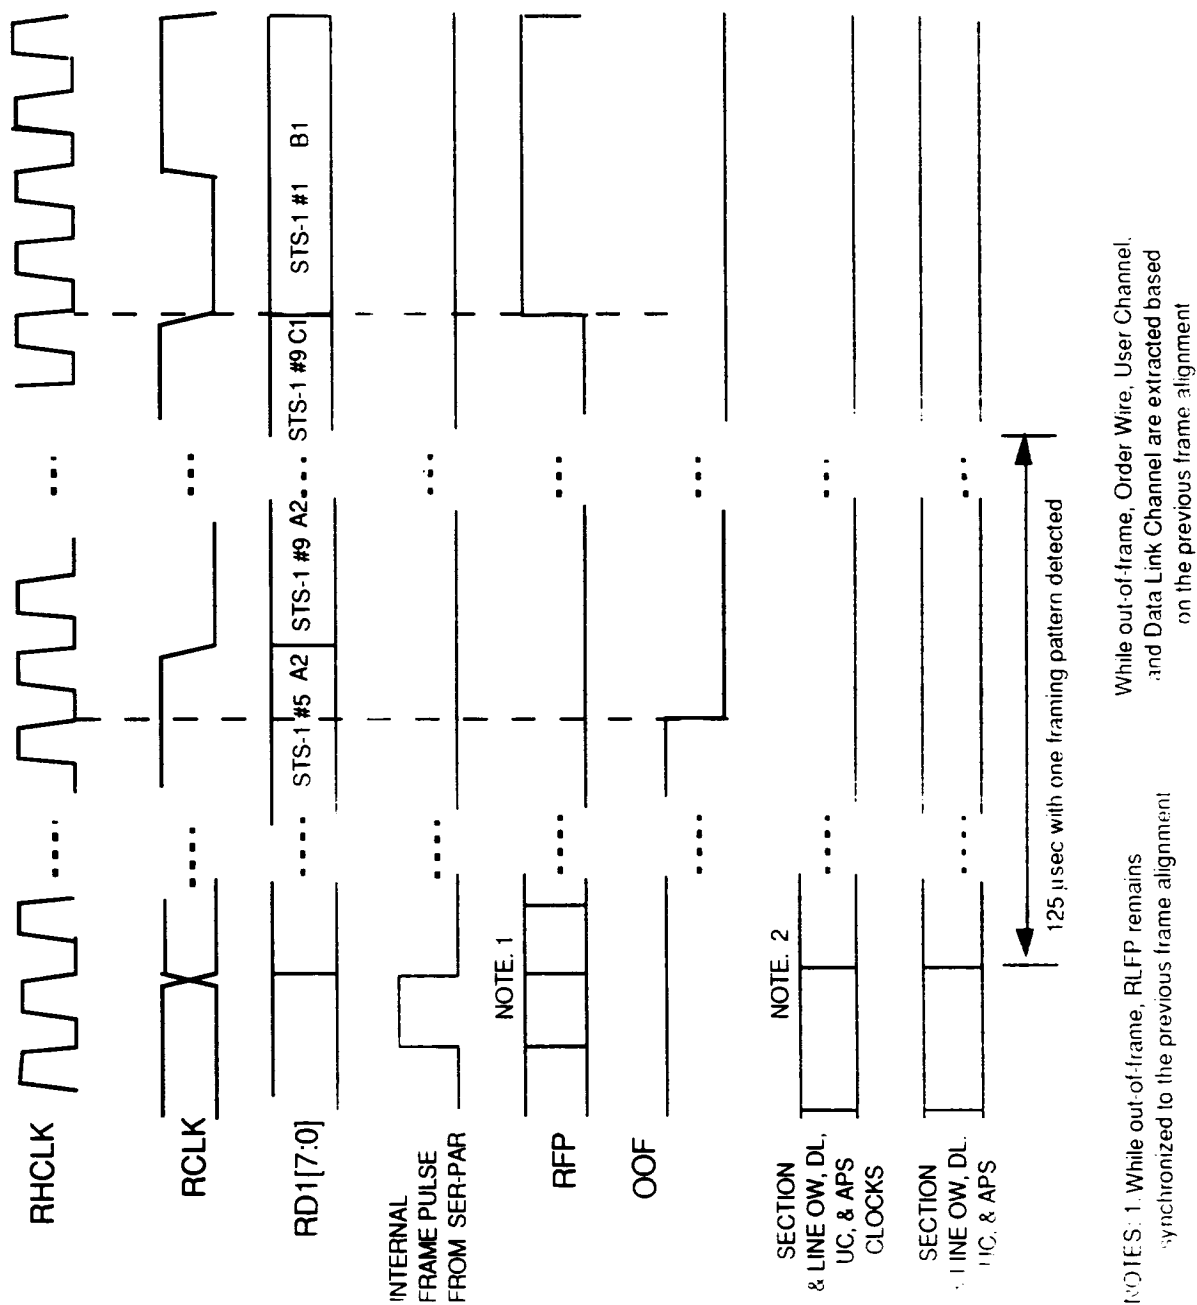 RHCLK
RCLK
RD1[7:0]
STS-1 #5 A2
STS-1 #9 A2
STS-1 #9 C1
STS-1 #1 B1
INTERNAL
FRAME PULSE
FROM SER-PAR
NOTE. 1
RFP
OOF
NOTE. 2
SECTION
& LINE OW, DL,
UC, & APS
CLOCKS
SECTION
LINE OW, DL.
UC, & APS
125 µsec with one framing pattern detected
NOTES: 1. While out-of-frame, RLFP remains
synchronized to the previous frame alignment
While out-of-frame, Order Wire, User Channel.
and Data Link Channel are extracted based
on the previous frame alignment